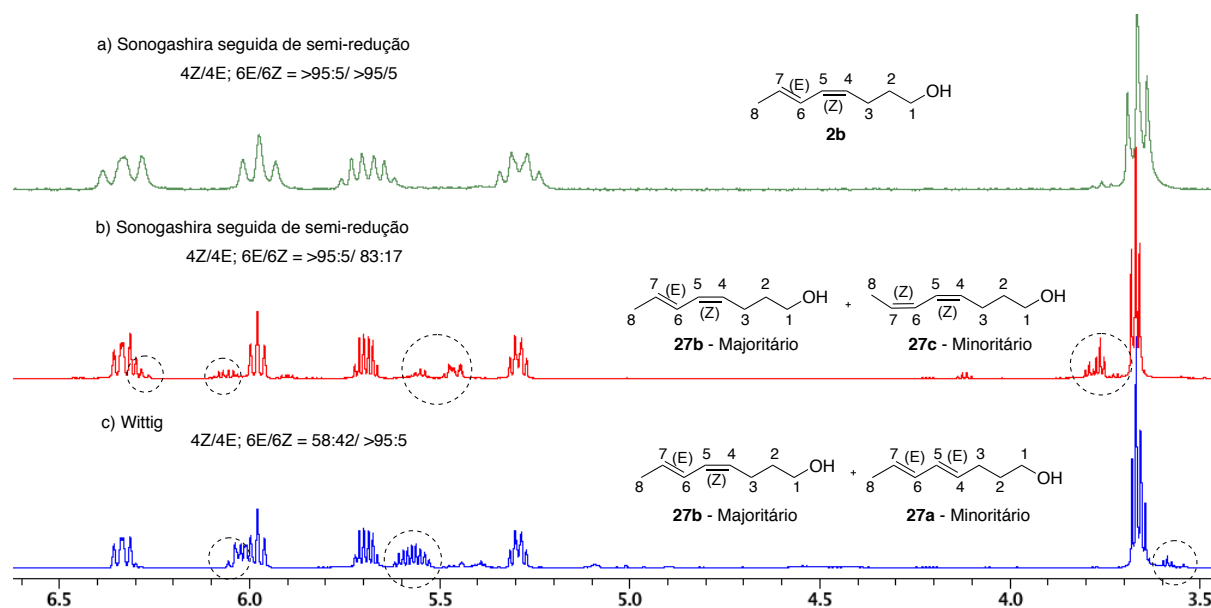 a) Sonogashira seguida de semi-redução
4Z/4E; 6E/6Z = >95:5/ >95/5
7 (E) 5 4 2 OH
8 6 (Z) 3 1
2b
b) Sonogashira seguida de semi-redução
4Z/4E; 6E/6Z = >95:5/ 83:17
7 (E) 5 4 2 OH + 8 (Z) 5 4 2 OH
8 6 (Z) 3 1 7 6 (Z) 3 1
27b - Majoritário 27c - Minoritário
c) Wittig
4Z/4E; 6E/6Z = 58:42/ >95:5
7 (E) 5 4 2 OH + 7 (E) 5 (E) 3 1
8 6 (Z) 3 1 8 6 4 2 OH
27b - Majoritário 27a - Minoritário
6.5 6.0 5.5 5.0 4.5 4.0 3.5